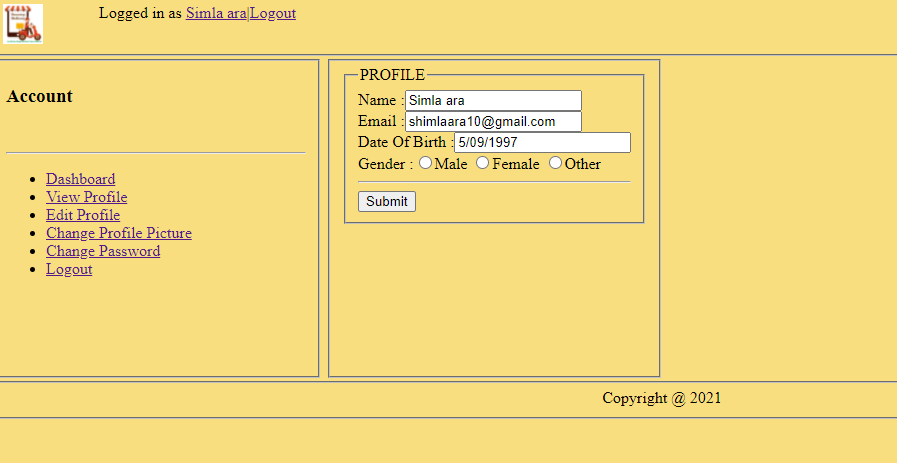 Logged in as Simla ara|Logout
Account
Dashboard
View Profile
Edit Profile
Change Profile Picture
Change Password
Logout
PROFILE
Name :Simla ara
Email :shimlaara10@gmail.com
Date Of Birth :5/09/1997
Gender : Male Female Other
Submit
Copyright @ 2021